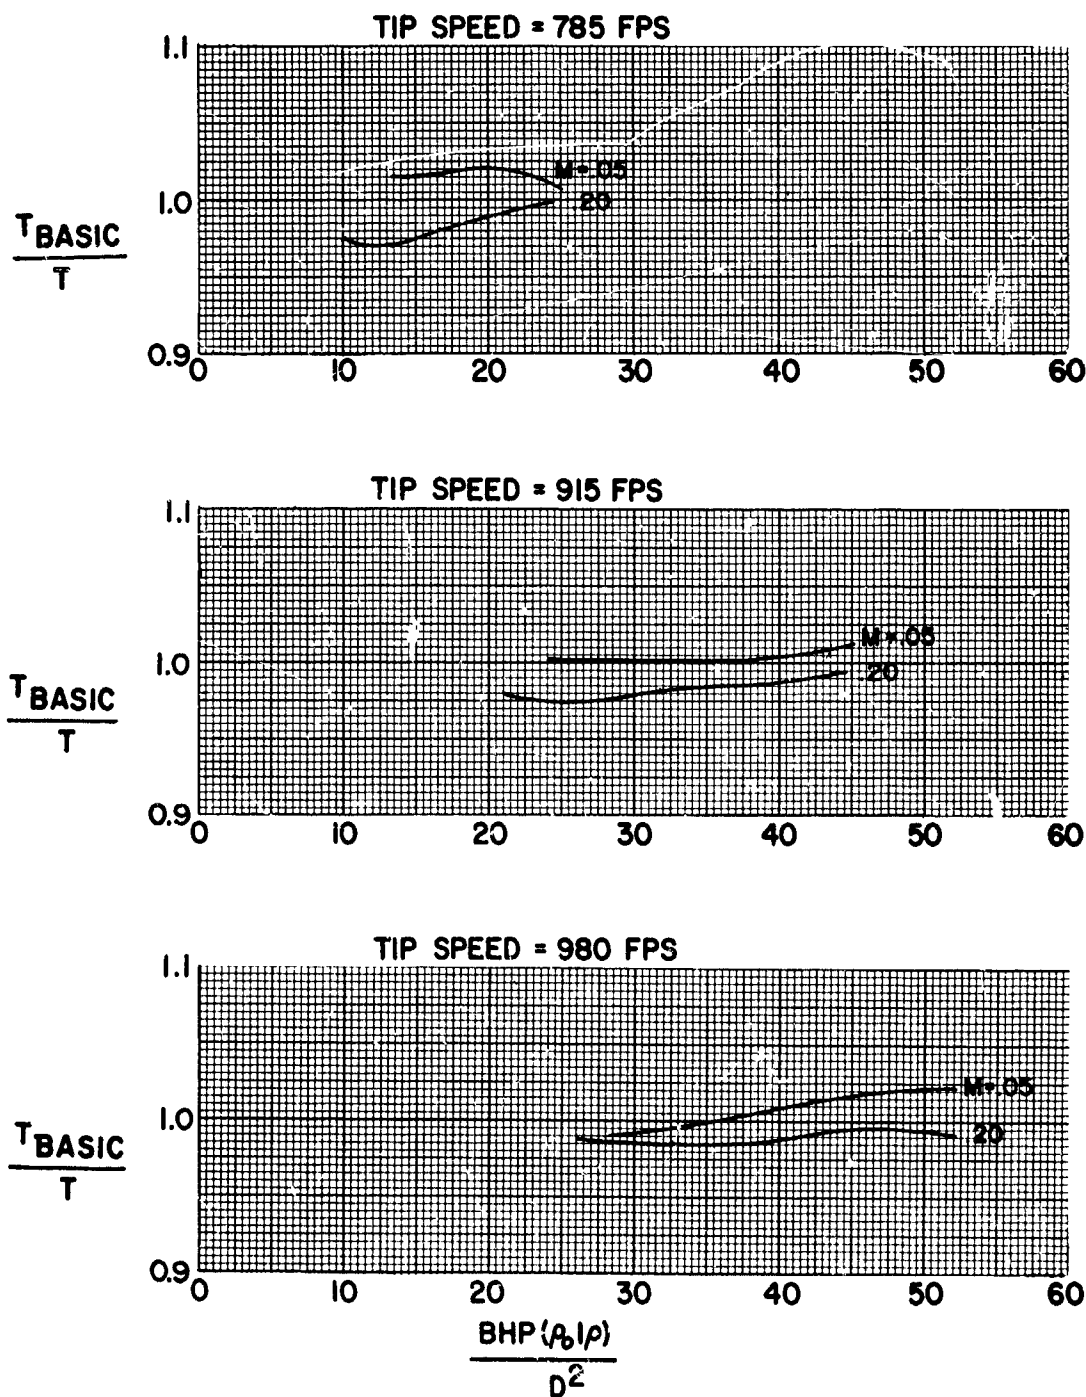 TIP SPEED = 785 FPS
1.1
1.0
0.9
T BASIC
T
M=.05
.20
0 10 20 30 40 50 60
TIP SPEED = 915 FPS
1.1
1.0
0.9
T BASIC
T
M=.05
.20
0 10 20 30 40 50 60
TIP SPEED = 980 FPS
1.1
1.0
0.9
T BASIC
T
M=.05
.20
0 10 20 30 40 50 60
BHP (ρ₀/ρ)
D²